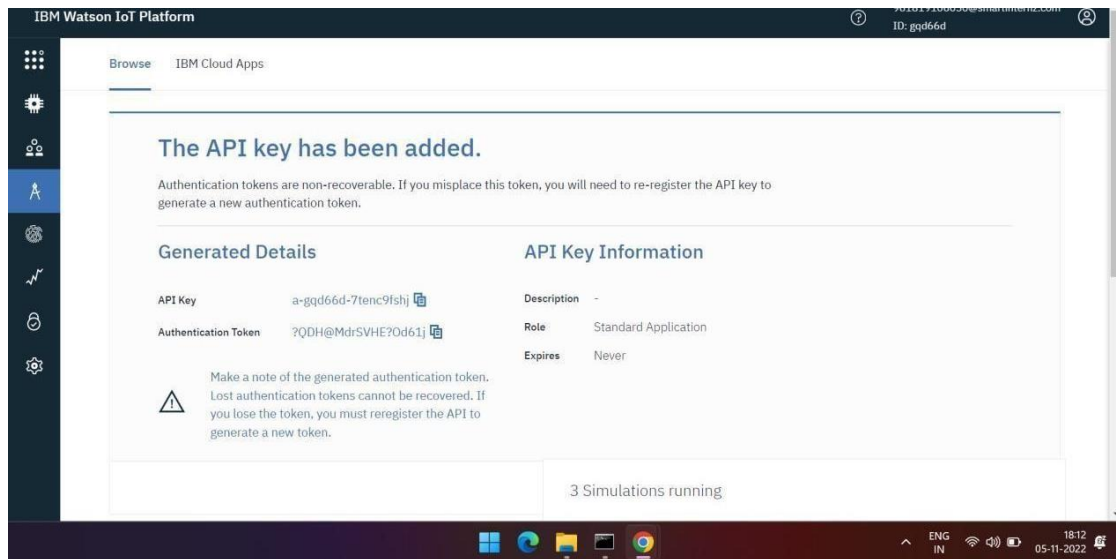 IBM Watson IoT Platform
ID: gqd66d
Browse IBM Cloud Apps
The API key has been added.
Authentication tokens are non-recoverable. If you misplace this token, you will need to re-register the API key to
generate a new authentication token.
Generated Details
API Key a-gqd66d-7tenc9fshj
Authentication Token ?QDH@MdrSVHE?Od61j
Make a note of the generated authentication token.
Lost authentication tokens cannot be recovered. If
you lose the token, you must reregister the API to
generate a new token.
API Key Information
Description -
Role Standard Application
Expires Never
3 Simulations running
ENG
IN
18:12
05-11-2022